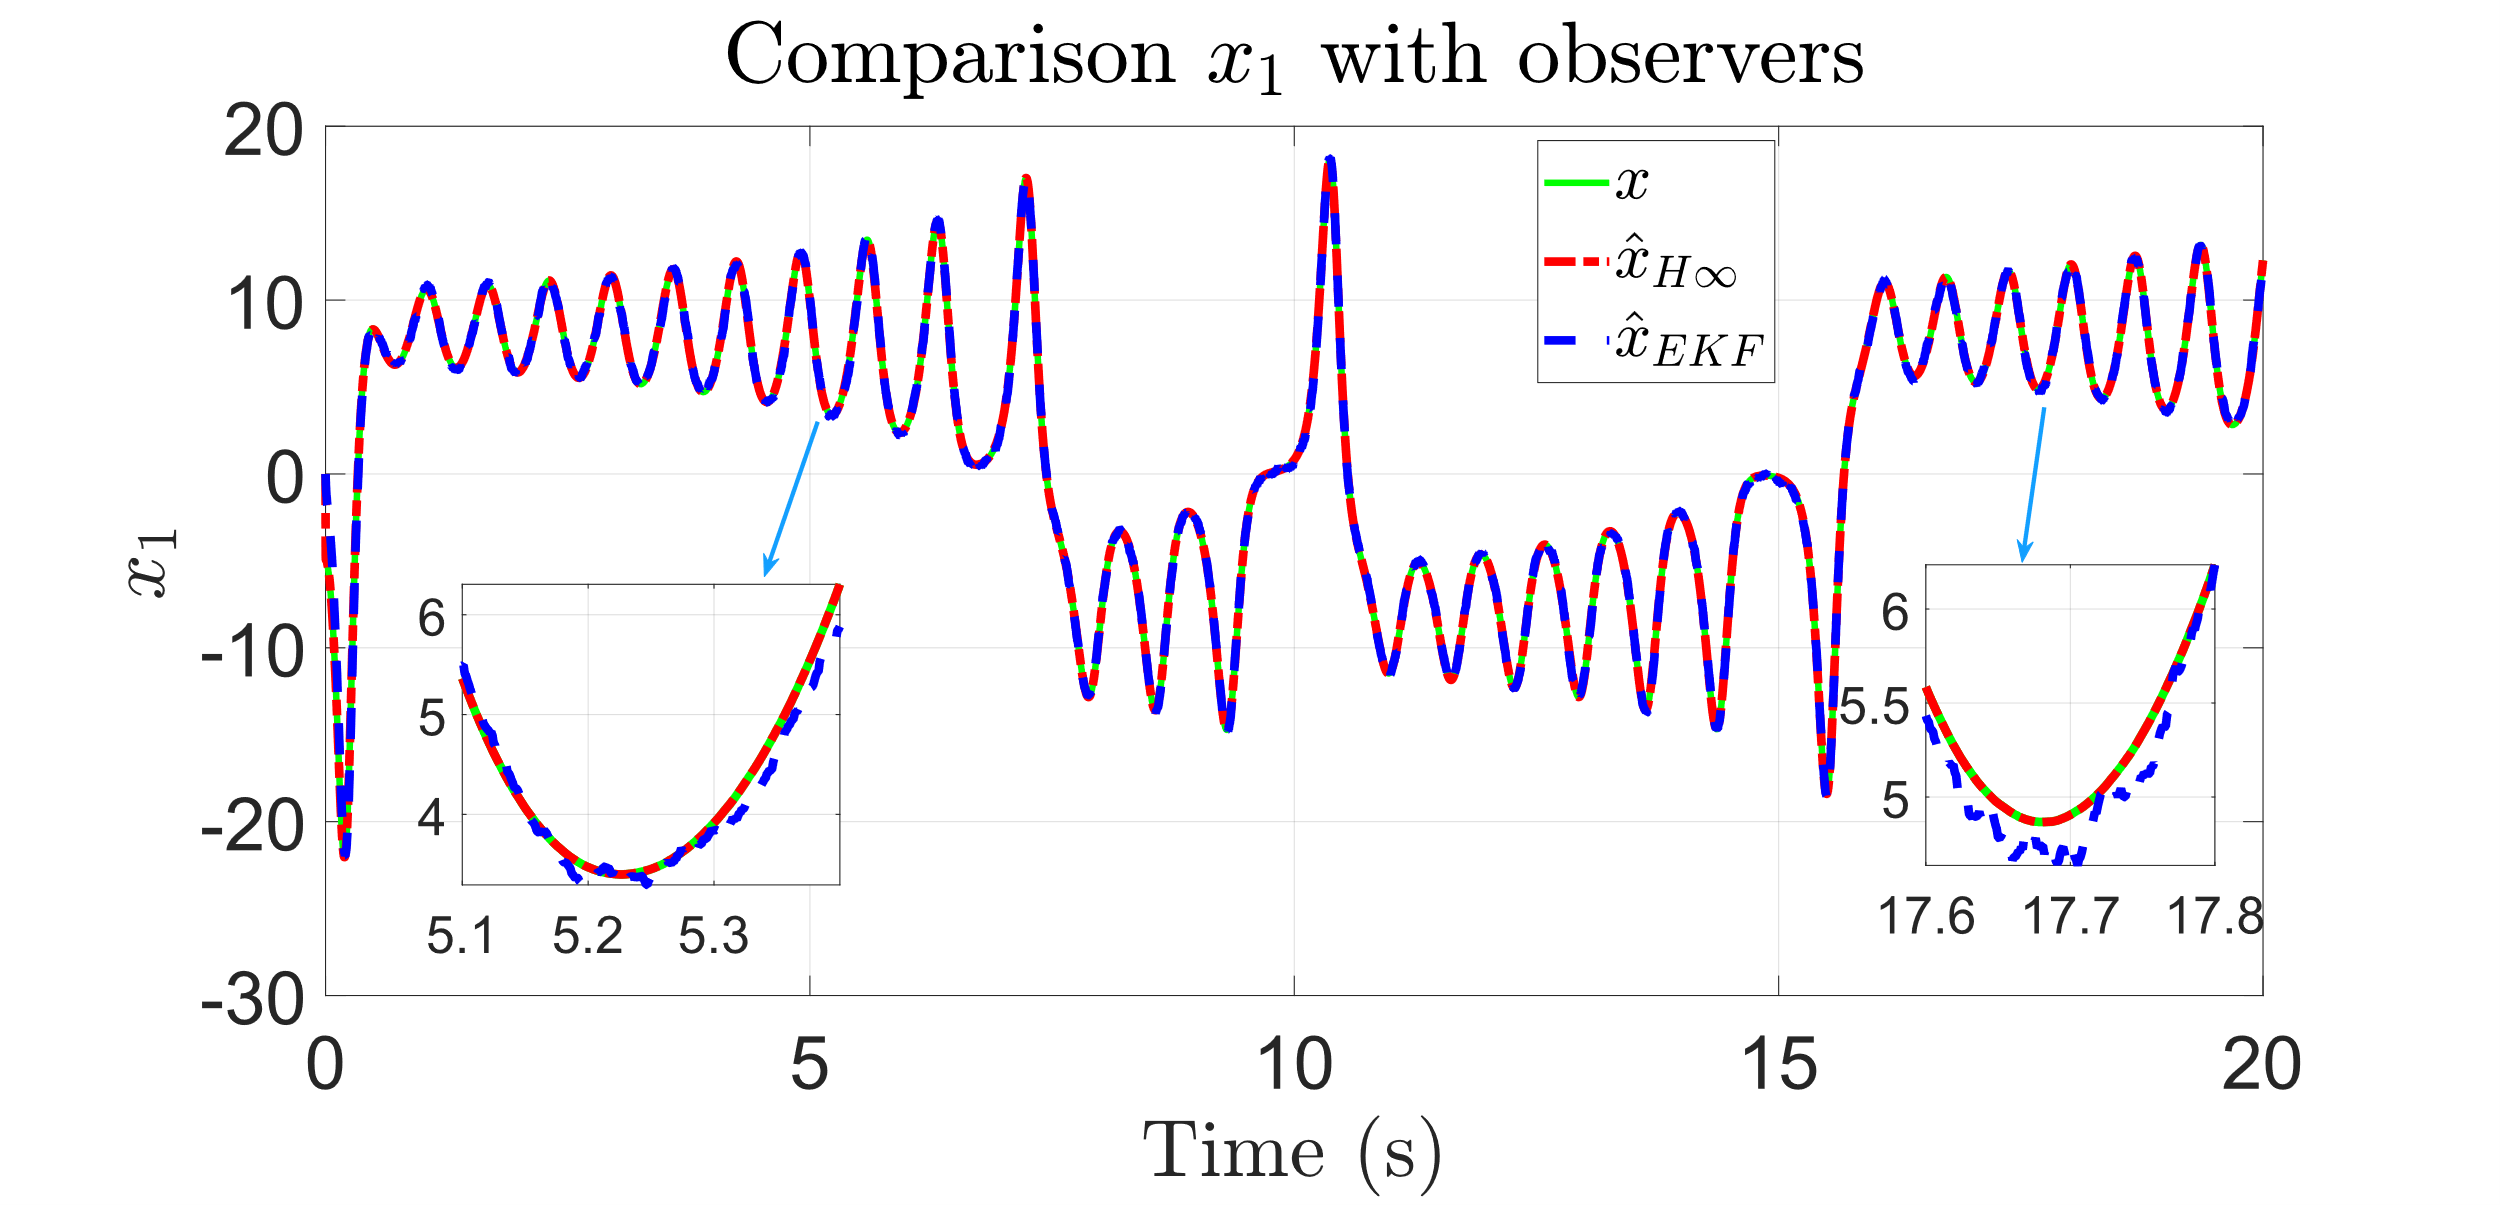 Comparison x₁ with observers
20
10
0
-10
-20
-30
x₁
x
x̂_{H∞}
x̂_{EKF}
6
5
4
5.1 5.2 5.3
6
5.5
5
17.6 17.7 17.8
0 5 10 15 20
Time (s)